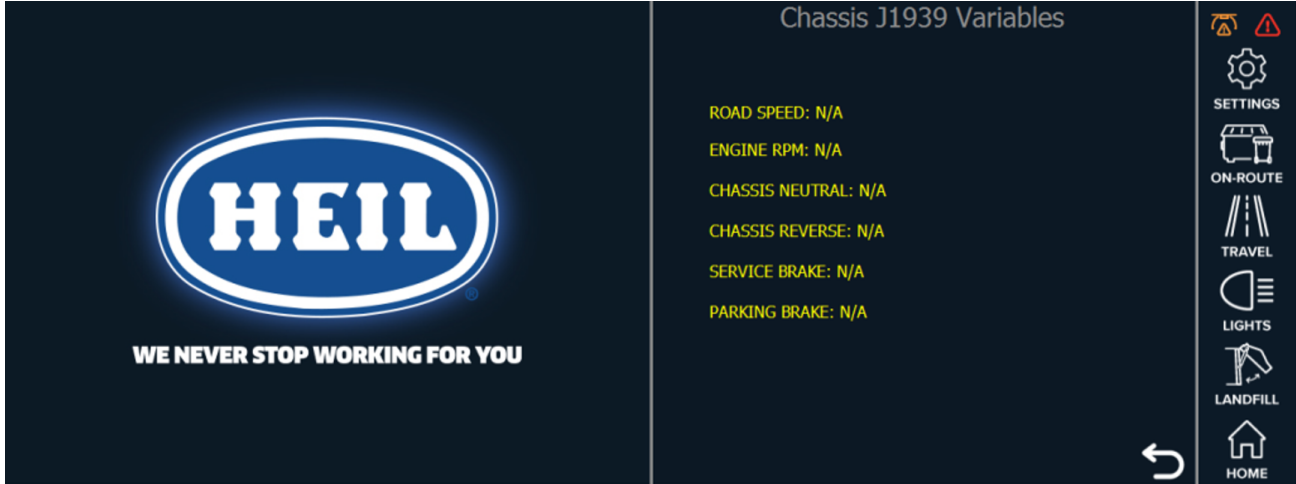 HEIL
®
WE NEVER STOP WORKING FOR YOU
Chassis J1939 Variables
ROAD SPEED: N/A
ENGINE RPM: N/A
CHASSIS NEUTRAL: N/A
CHASSIS REVERSE: N/A
SERVICE BRAKE: N/A
PARKING BRAKE: N/A
SETTINGS
ON-ROUTE
TRAVEL
LIGHTS
LANDFILL
HOME